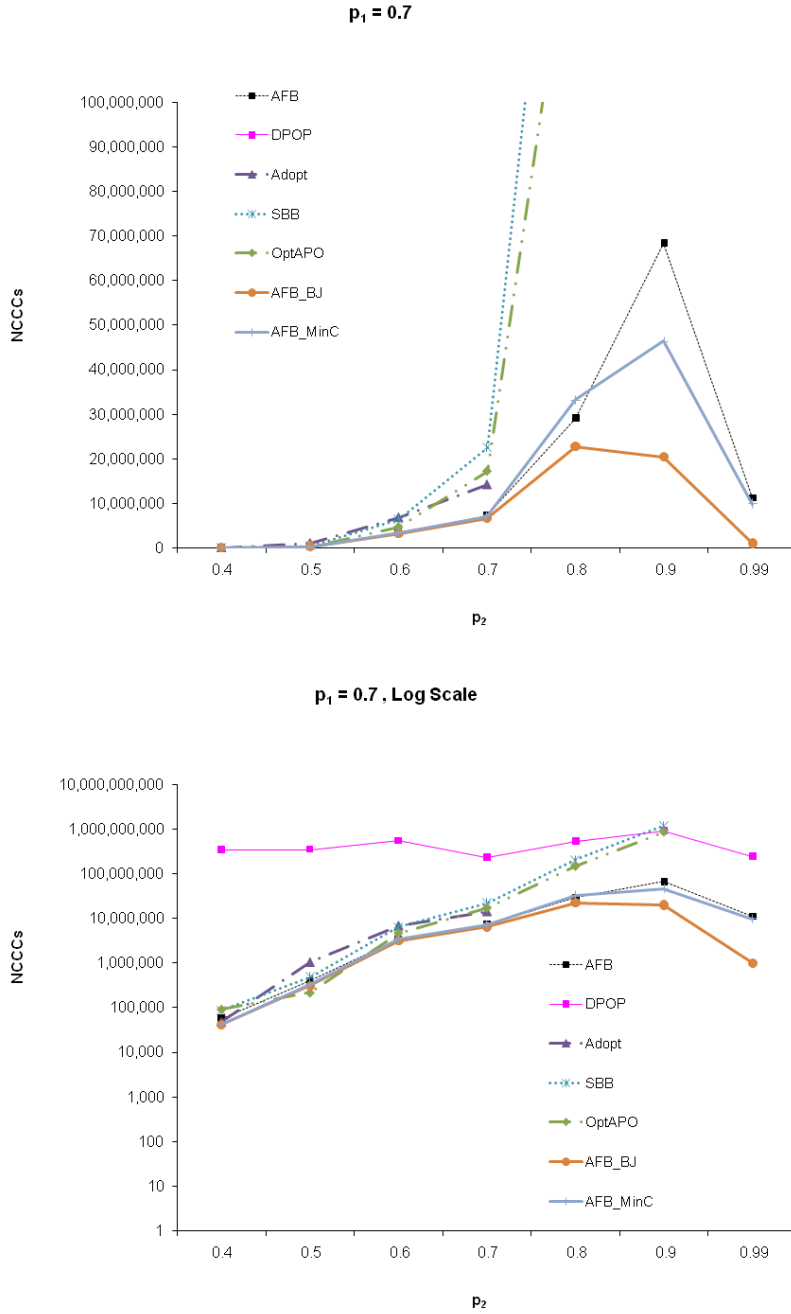 p₁ = 0.7
AFB
DPOP
Adopt
SBB
OptAPO
AFB_BJ
AFB_MinC
NCCCs
100,000,000
90,000,000
80,000,000
70,000,000
60,000,000
50,000,000
40,000,000
30,000,000
20,000,000
10,000,000
0
0.4 0.5 0.6 0.7 0.8 0.9 0.99
p₂
p₁ = 0.7 , Log Scale
NCCCs
10,000,000,000
1,000,000,000
100,000,000
10,000,000
1,000,000
100,000
10,000
1,000
100
10
1
AFB
DPOP
Adopt
SBB
OptAPO
AFB_BJ
AFB_MinC
0.4 0.5 0.6 0.7 0.8 0.9 0.99
p₂